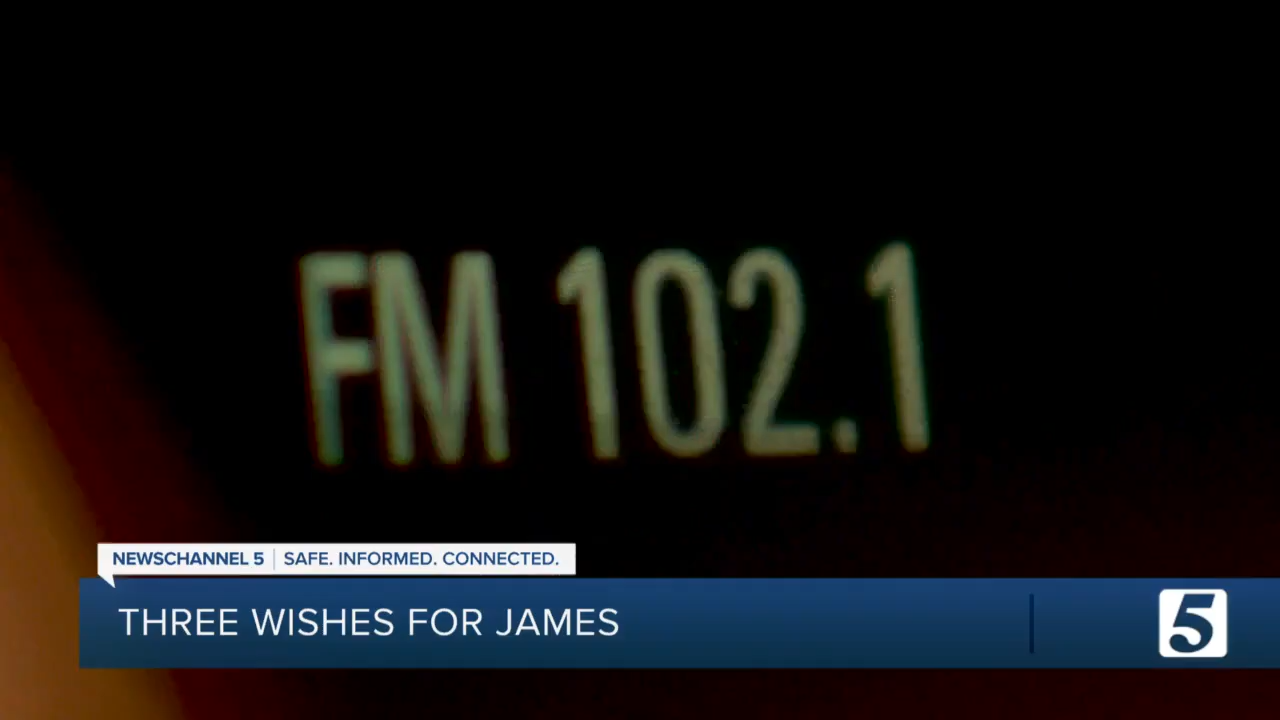 FM 102.1
NEWSCHANNEL 5 | SAFE. INFORMED. CONNECTED.
THREE WISHES FOR JAMES
5